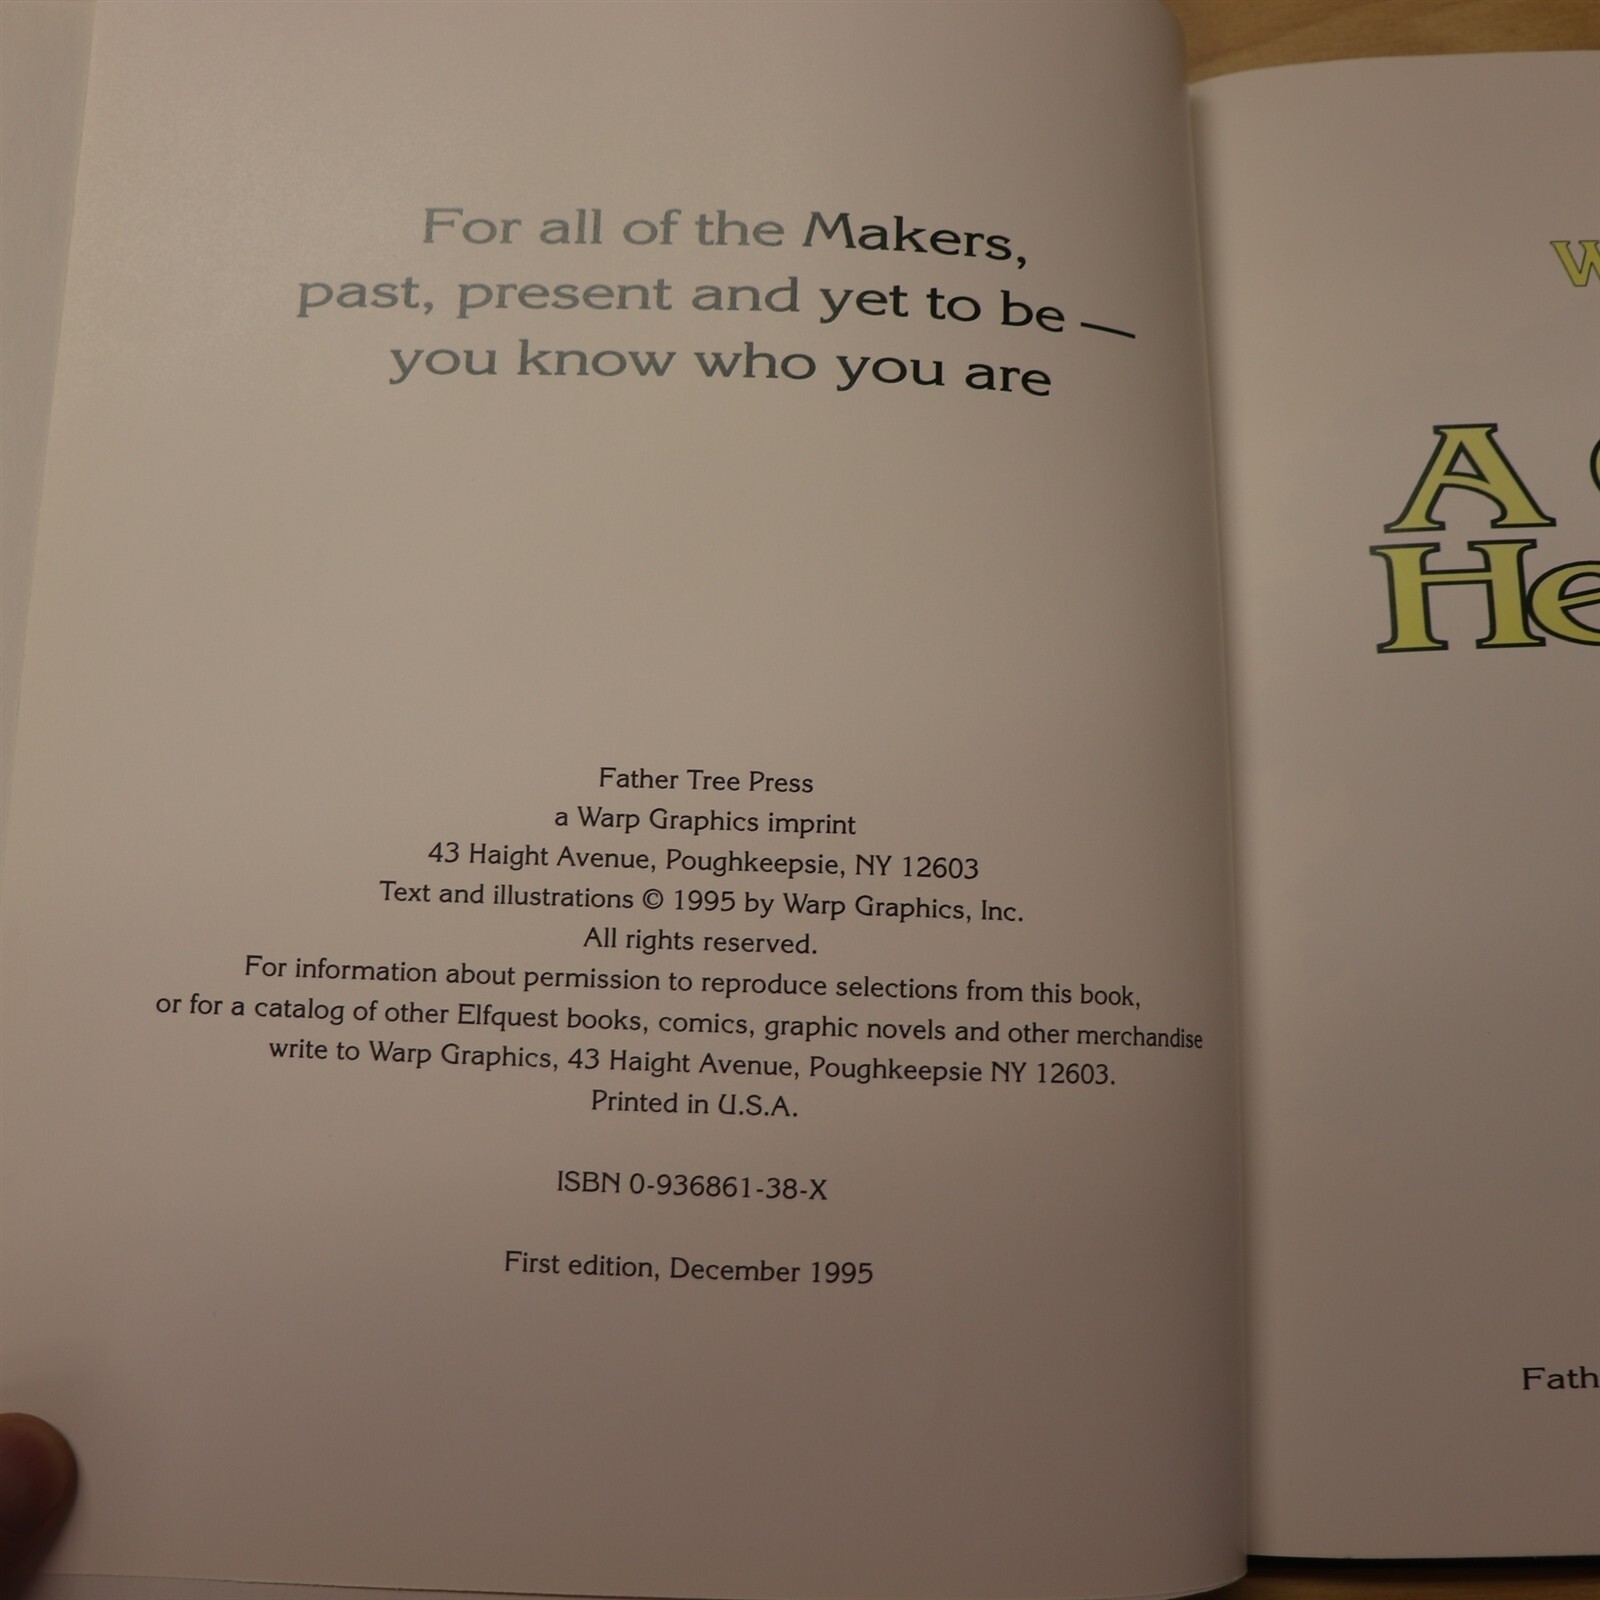 For all of the Makers,
past, present and yet to be —
you know who you are
Father Tree Press
a Warp Graphics imprint
43 Haight Avenue, Poughkeepsie, NY 12603
Text and illustrations © 1995 by Warp Graphics, Inc.
All rights reserved.
For information about permission to reproduce selections from this book,
or for a catalog of other Elfquest books, comics, graphic novels and other merchandise
write to Warp Graphics, 43 Haight Avenue, Poughkeepsie NY 12603.
Printed in U.S.A.
ISBN 0-936861-38-X
First edition, December 1995
W
A
He
Fath